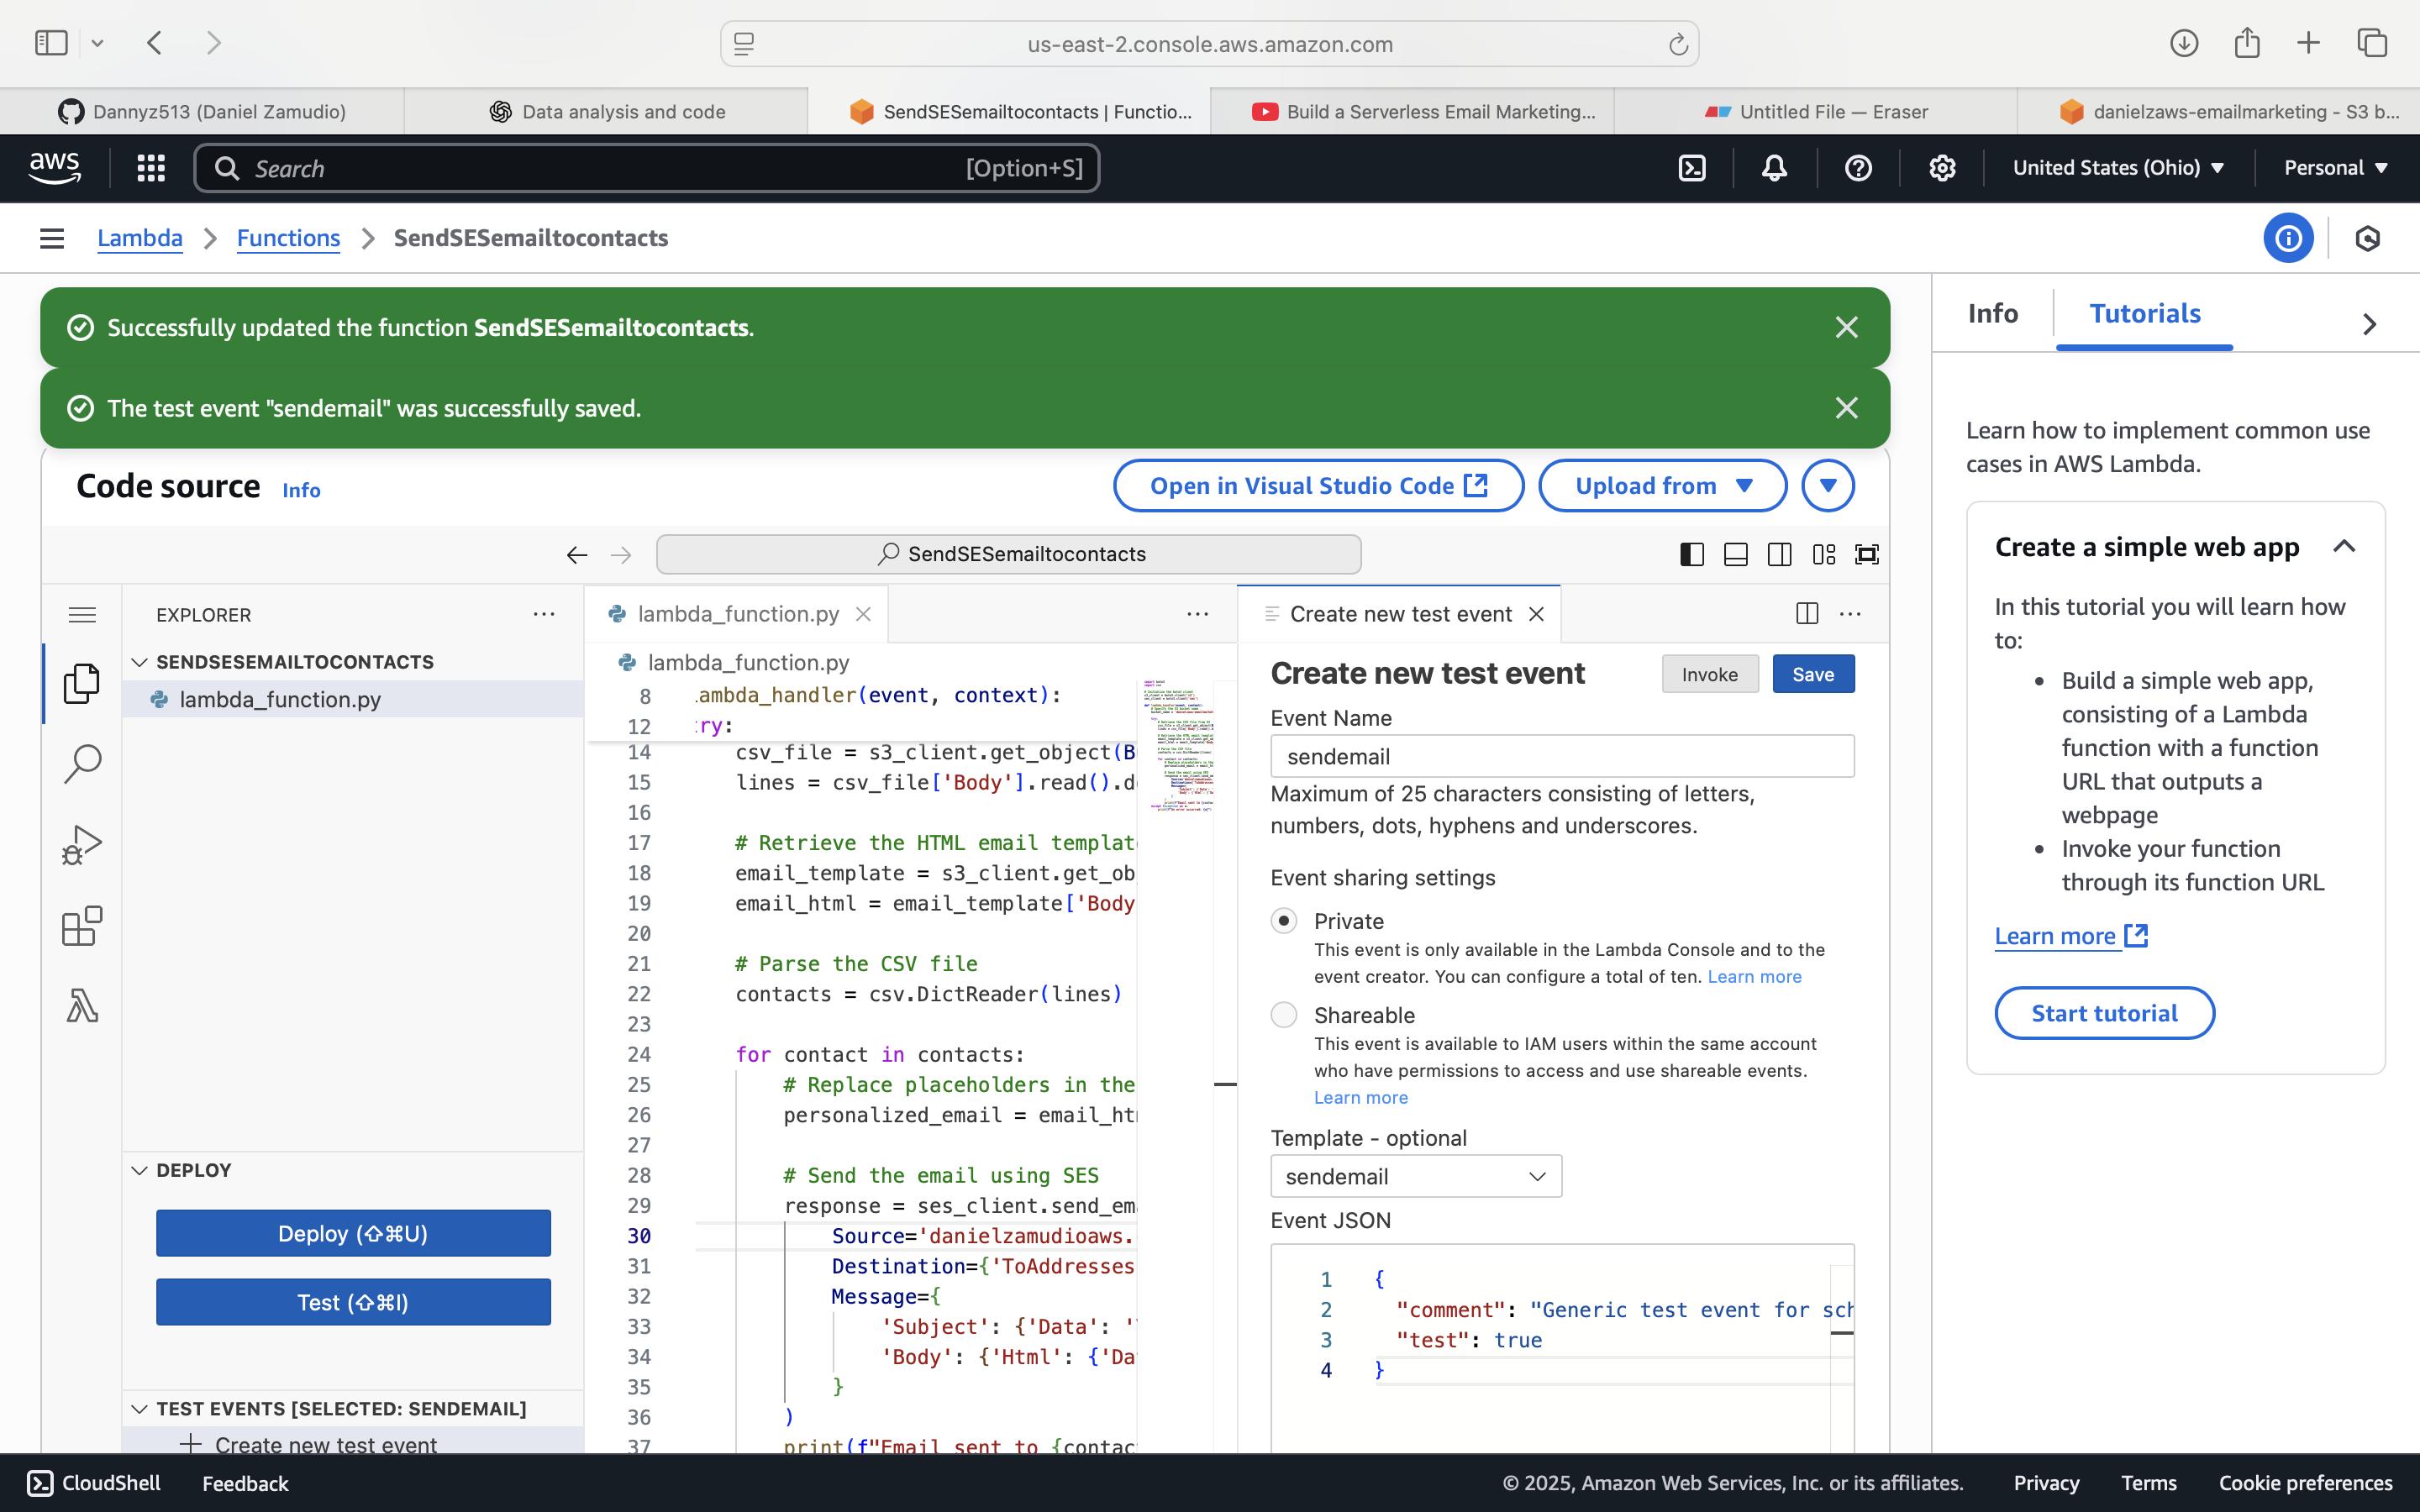 us-east-2.console.aws.amazon.com
Dannyz513 (Daniel Zamudio)
Data analysis and code
SendSESemailtocontacts | Functio...
Build a Serverless Email Marketing...
Untitled File — Eraser
danielzaws-emailmarketing - S3 b...
aws
Search
[Option+S]
United States (Ohio)
Personal
Lambda
Functions
SendSESemailtocontacts
Successfully updated the function SendSESemailtocontacts.
The test event "sendemail" was successfully saved.
Code source Info
Open in Visual Studio Code
Upload from
SendSESemailtocontacts
EXPLORER
SENDSESEMAILTOCONTACTS
lambda_function.py
DEPLOY
Deploy (⇧⌘U)
Test (⇧⌘I)
TEST EVENTS [SELECTED: SENDEMAIL]
Create new test event
lambda_function.py
lambda_function.py
8 lambda_handler(event, context):
12 ry:
14 csv_file = s3_client.get_object(B
15 lines = csv_file['Body'].read().d
16
17 # Retrieve the HTML email templat
18 email_template = s3_client.get_ob
19 email_html = email_template['Body
20
21 # Parse the CSV file
22 contacts = csv.DictReader(lines)
23
24 for contact in contacts:
25 # Replace placeholders in the
26 personalized_email = email_ht
27
28 # Send the email using SES
29 response = ses_client.send_em
30 Source='danielzamudioaws.
31 Destination={'ToAddresses
32 Message={
33 'Subject': {'Data': '
34 'Body': {'Html': {'Da
35 }
36 )
37 print(f"Email sent to {contac
Create new test event
Create new test event
Invoke
Save
Event Name
sendemail
Maximum of 25 characters consisting of letters,
numbers, dots, hyphens and underscores.
Event sharing settings
Private
This event is only available in the Lambda Console and to the
event creator. You can configure a total of ten. Learn more
Shareable
This event is available to IAM users within the same account
who have permissions to access and use shareable events.
Learn more
Template - optional
sendemail
Event JSON
1 {
2 "comment": "Generic test event for sch
3 "test": true
4 }
Info
Tutorials
Learn how to implement common use
cases in AWS Lambda.
Create a simple web app
In this tutorial you will learn how
to:
• Build a simple web app,
consisting of a Lambda
function with a function
URL that outputs a
webpage
• Invoke your function
through its function URL
Learn more
Start tutorial
CloudShell
Feedback
© 2025, Amazon Web Services, Inc. or its affiliates.
Privacy
Terms
Cookie preferences